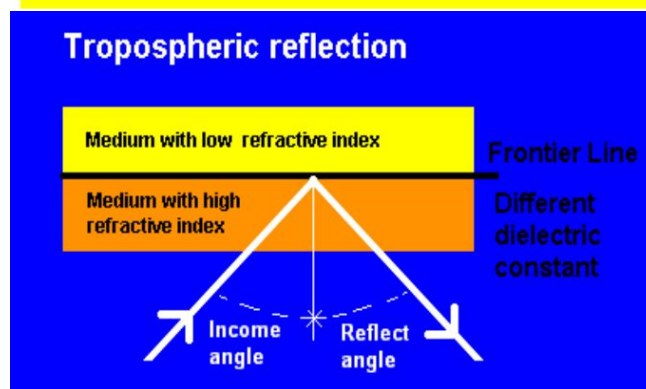 Tropospheric reflection
Medium with low refractive index
Frontier Line
Medium with high
refractive index
Different
dielectric
constant
Income
angle
Reflect
angle